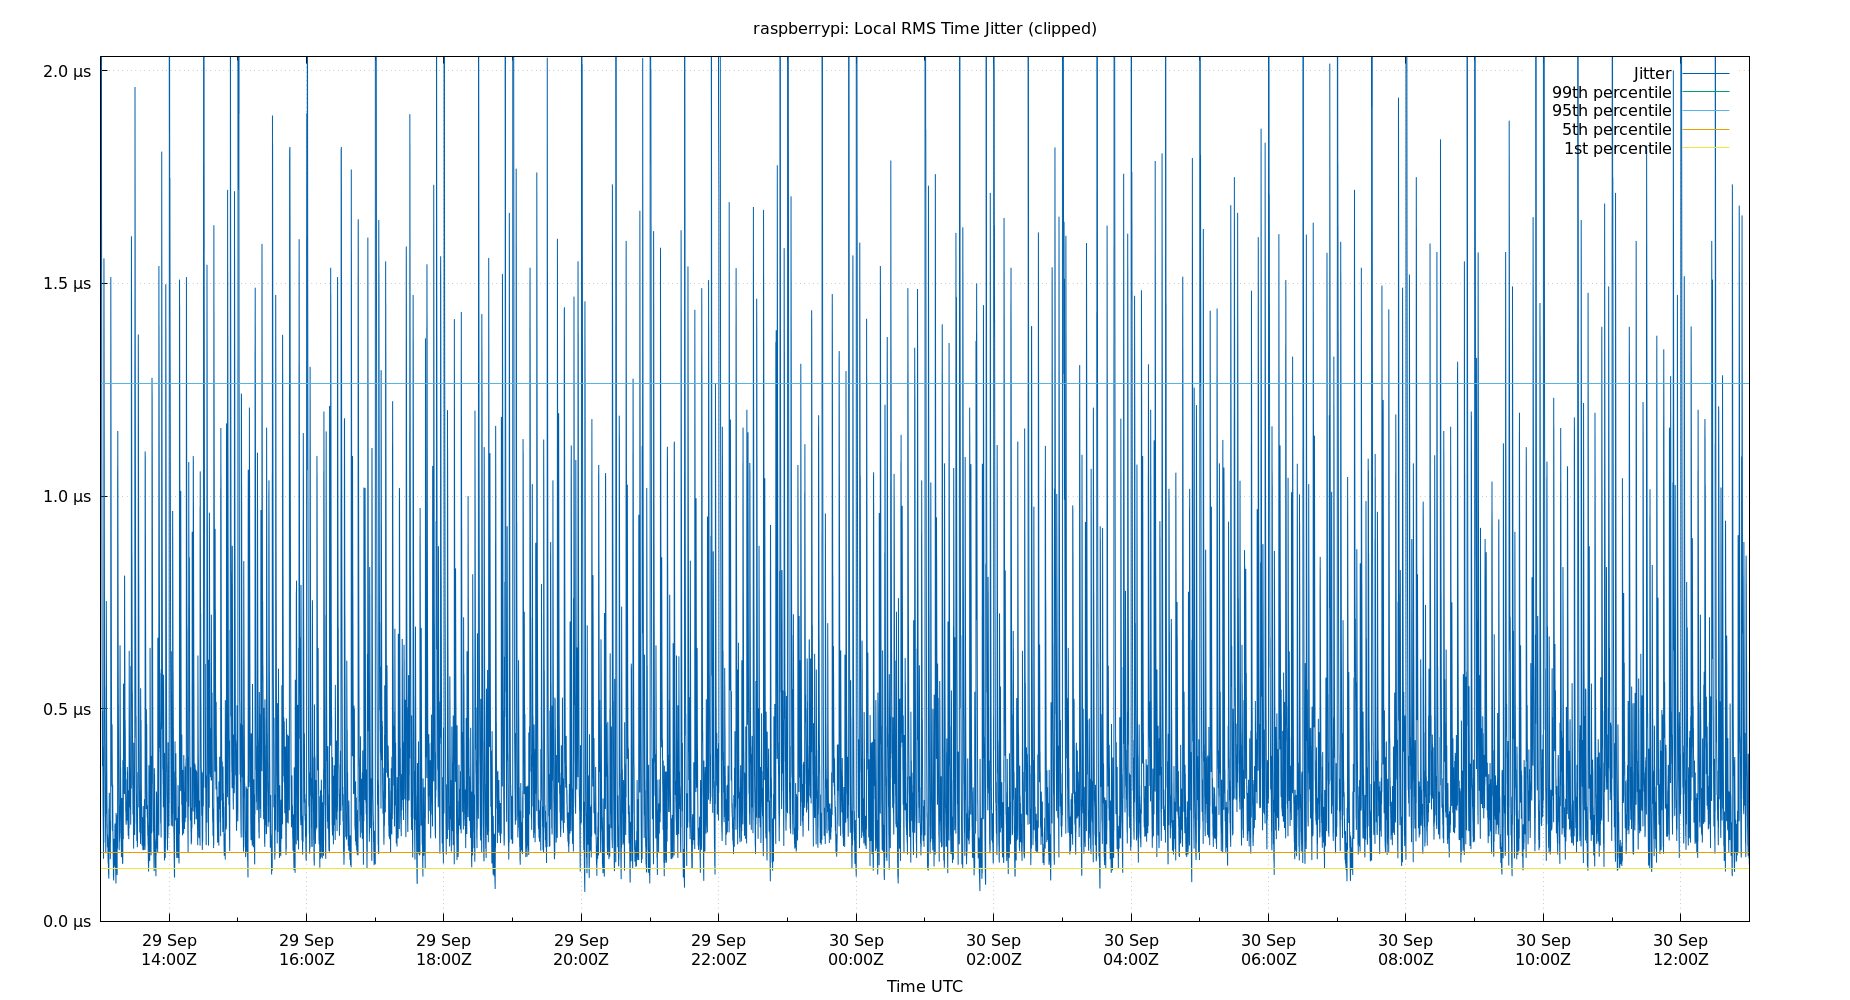 raspberrypi: Local RMS Time Jitter (clipped)
2.0 µs
1.5 µs
1.0 µs
0.5 µs
0.0 µs
Jitter
99th percentile
95th percentile
5th percentile
1st percentile
29 Sep 29 Sep 29 Sep 29 Sep 29 Sep 30 Sep 30 Sep 30 Sep 30 Sep 30 Sep 30 Sep 30 Sep
14:00Z 16:00Z 18:00Z 20:00Z 22:00Z 00:00Z 02:00Z 04:00Z 06:00Z 08:00Z 10:00Z 12:00Z
Time UTC